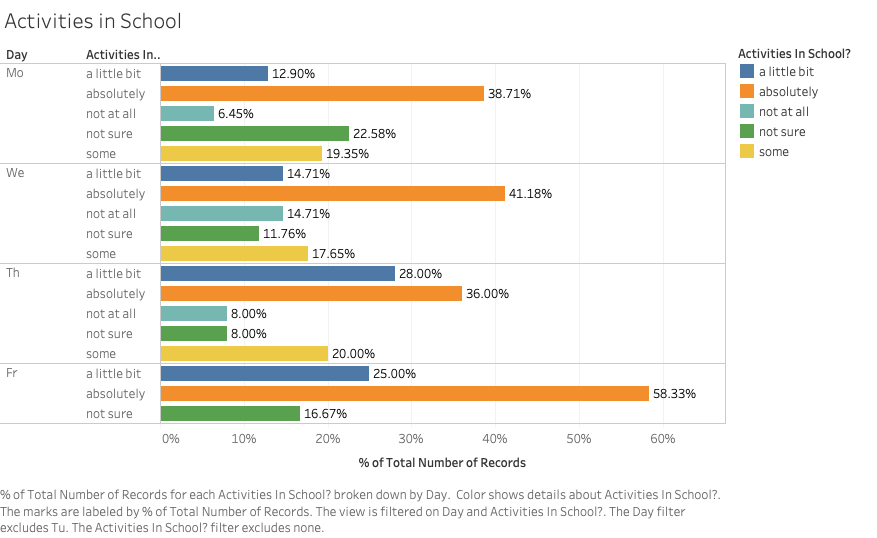 Activities in School
Day Activities In..
Mo a little bit 12.90%
absolutely 38.71%
not at all 6.45%
not sure 22.58%
some 19.35%
We a little bit 14.71%
absolutely 41.18%
not at all 14.71%
not sure 11.76%
some 17.65%
Th a little bit 28.00%
absolutely 36.00%
not at all 8.00%
not sure 8.00%
some 20.00%
Fr a little bit 25.00%
absolutely 58.33%
not sure 16.67%
0% 10% 20% 30% 40% 50% 60%
% of Total Number of Records
Activities In School?
a little bit
absolutely
not at all
not sure
some
% of Total Number of Records for each Activities In School? broken down by Day. Color shows details about Activities In School?.
The marks are labeled by % of Total Number of Records. The view is filtered on Day and Activities In School?. The Day filter
excludes Tu. The Activities In School? filter excludes none.